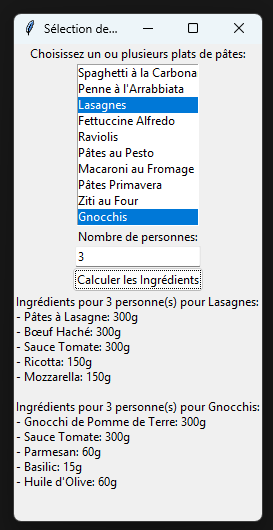 Sélection de...
Choisissez un ou plusieurs plats de pâtes:
Spaghetti à la Carbona
Penne à l'Arrabbiata
Lasagnes
Fettuccine Alfredo
Raviolis
Pâtes au Pesto
Macaroni au Fromage
Pâtes Primavera
Ziti au Four
Gnocchis
Nombre de personnes:
3
Calculer les Ingrédients
Ingrédients pour 3 personne(s) pour Lasagnes:
- Pâtes à Lasagne: 300g
- Bœuf Haché: 300g
- Sauce Tomate: 300g
- Ricotta: 150g
- Mozzarella: 150g
Ingrédients pour 3 personne(s) pour Gnocchis:
- Gnocchi de Pomme de Terre: 300g
- Sauce Tomate: 300g
- Parmesan: 60g
- Basilic: 15g
- Huile d'Olive: 60g